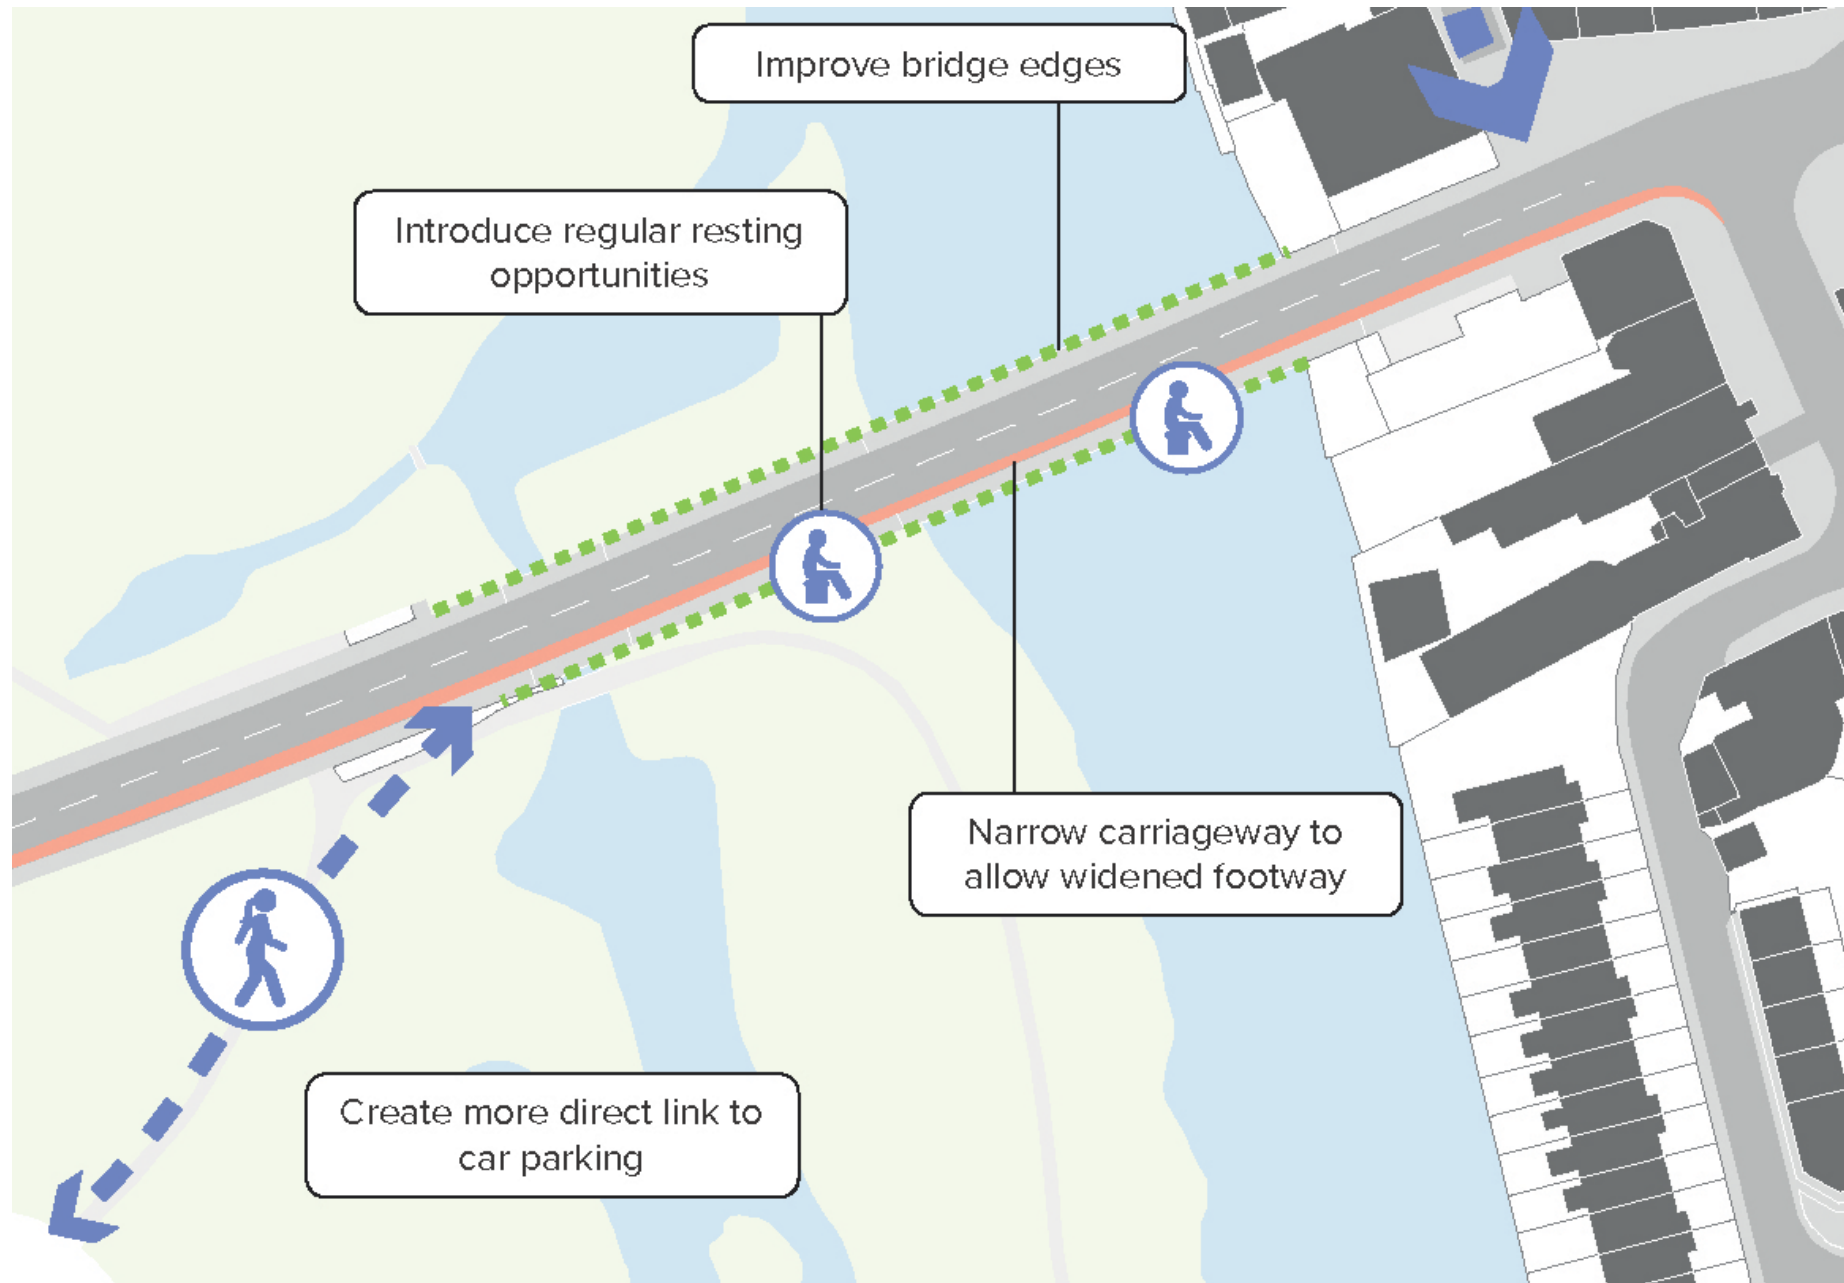 Improve bridge edges
Introduce regular resting
opportunities
Narrow carriageway to
allow widened footway
Create more direct link to
car parking